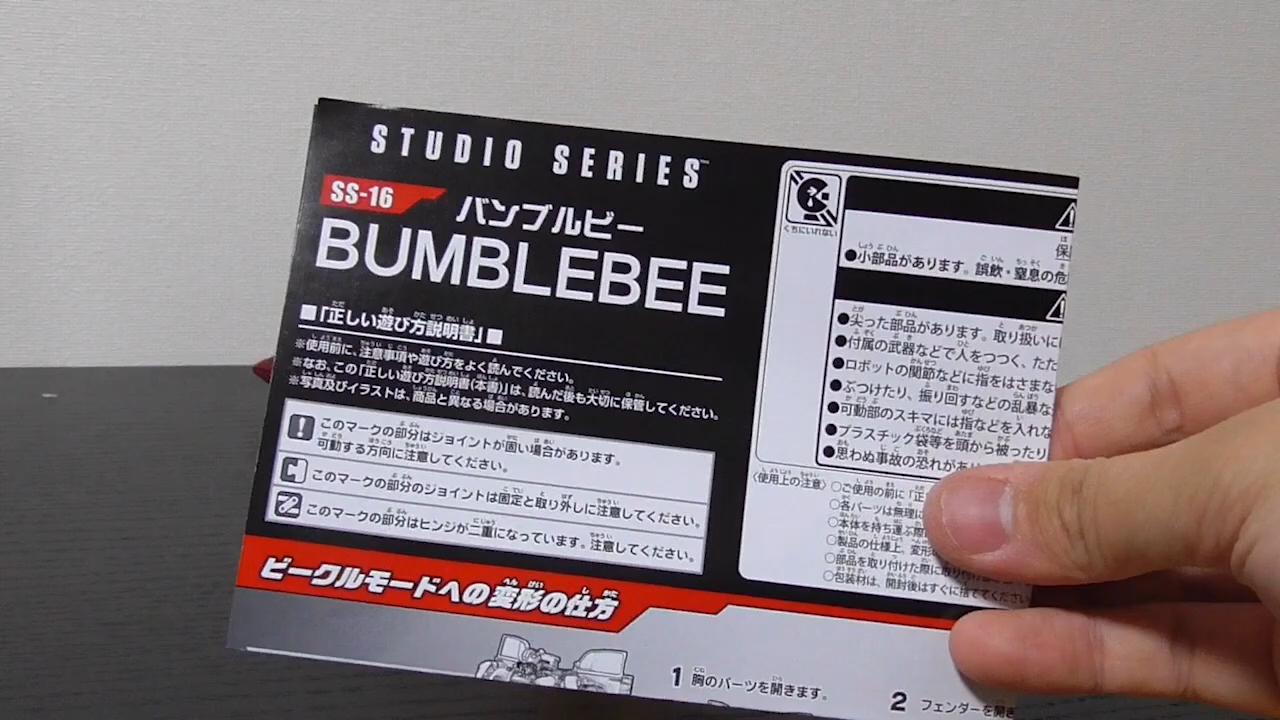 STUDIO SERIES™
SS-16
バンブルビー
BUMBLEBEE
■「正しい遊び方説明書」■
※使用前に、注意事項や遊び方をよく読んでください。
※なお、この「正しい遊び方説明書(本書)」は、読んだ後も大切に保管してください。
※写真及びイラストは、商品と異なる場合があります。
このマークの部分はジョイントが固い場合があります。
可動する方向に注意してください。
このマークの部分のジョイントは固定と取り外しに注意してください。
このマークの部分はヒンジが二重になっています。注意してください。
くちにいれない
保
●小部品があります。誤飲・窒息の危
●尖った部品があります。取り扱いに
●付属の武器などで人をつつく、たた
●ロボットの関節などに指をはさまな
●ぶつけたり、振り回すなどの乱暴な
●可動部のスキマには指などを入れな
●プラスチック袋等を頭から被ったり
●思わぬ事故の恐れがあり
〈使用上の注意〉○ご使用の前に「正
○各パーツは無理に
○本体を持ち運ぶ際
○製品の仕様上、変形
○部品を取り付けた際に取り付け
○包装材は、開封後はすぐに捨ててください
ビークルモードへの変形の仕方
1 胸のパーツを開きます。
2 フェンダーを開き